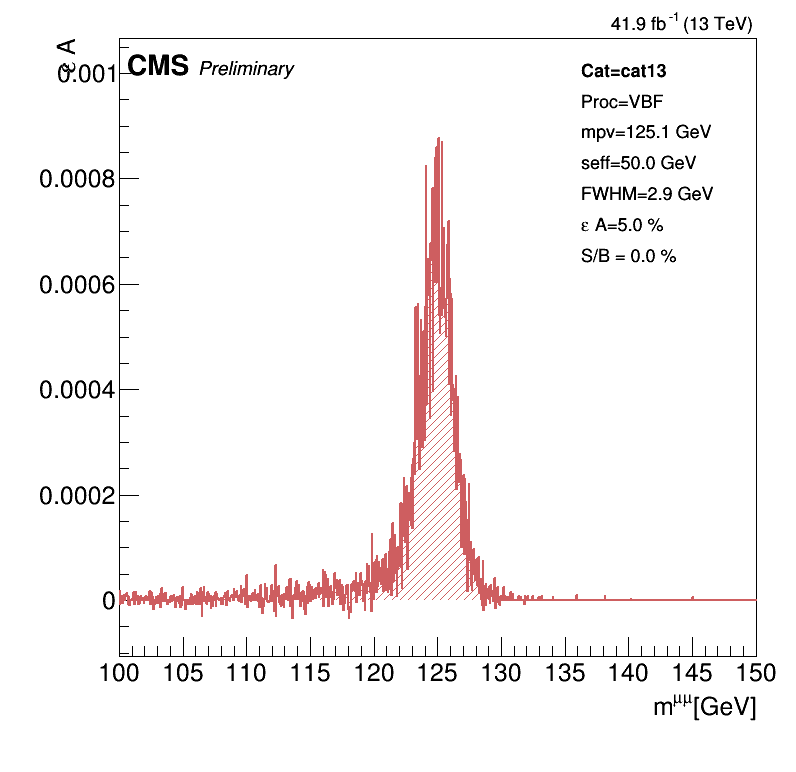 41.9 fb⁻¹ (13 TeV)
ε A
CMS Preliminary
Cat=cat13
Proc=VBF
mpv=125.1 GeV
seff=50.0 GeV
FWHM=2.9 GeV
ε A=5.0 %
S/B = 0.0 %
0.001
0.0008
0.0006
0.0004
0.0002
0
100 105 110 115 120 125 130 135 140 145 150
m^μμ[GeV]